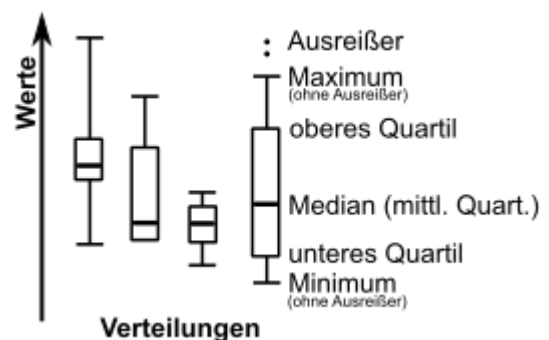 Werte
Ausreißer
Maximum
(ohne Ausreißer)
oberes Quartil
Median (mittl. Quart.)
unteres Quartil
Minimum
(ohne Ausreißer)
Verteilungen